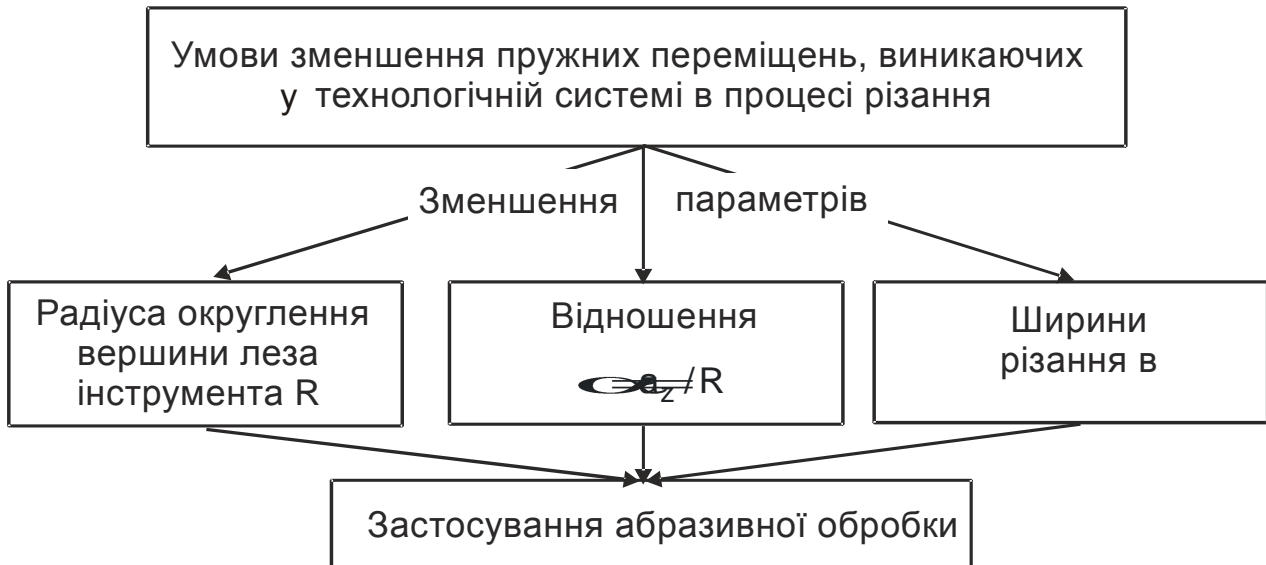 Умови зменшення пружних переміщень, виникаючих
у технологічній системі в процесі різання
Зменшення параметрів
Радіуса округлення
вершини леза
інструмента R
Відношення
a_z / R
Ширини
різання в
Застосування абразивної обробки